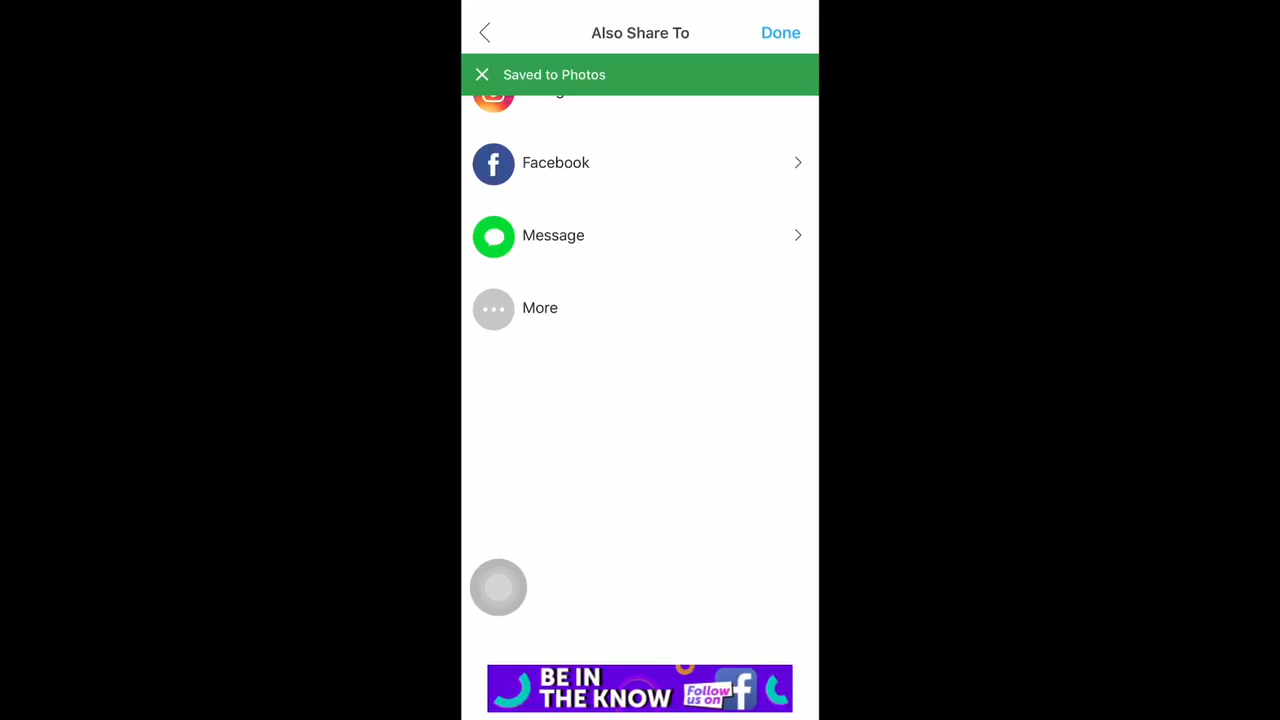 Also Share To
Done
Saved to Photos
Facebook
Message
More
BE IN
THE KNOW
Follow
us on